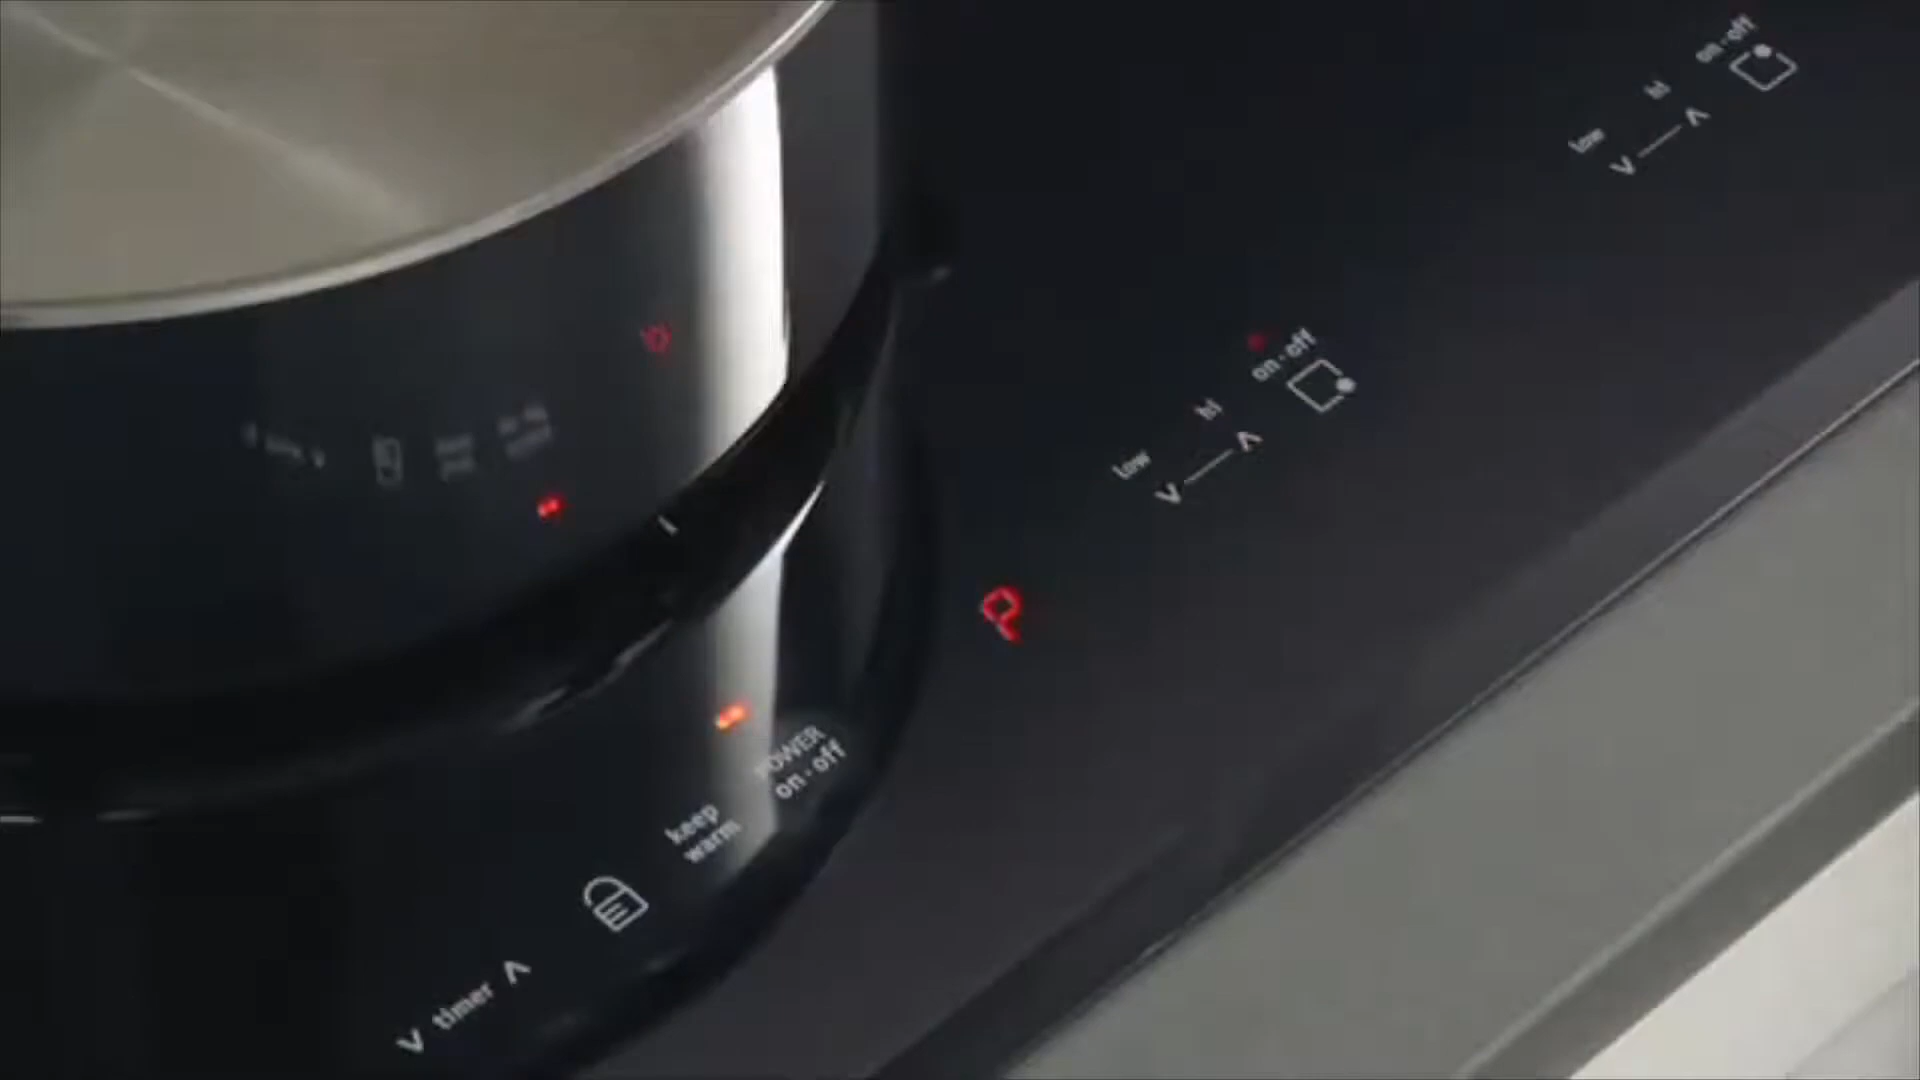 on·off
hi
low
on·off
hi
low
P
POWER
on·off
keep
warm
timer